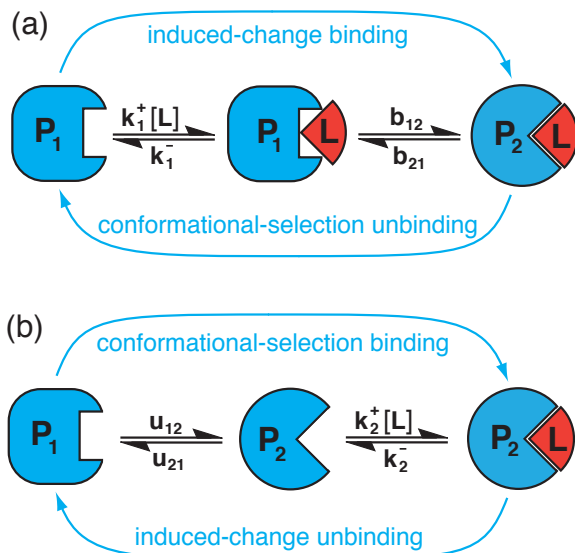 (a)
induced-change binding
P₁ k₁⁺[L] k₁⁻ P₁ L b₁₂ b₂₁ P₂ L
conformational-selection unbinding
(b)
conformational-selection binding
P₁ u₁₂ u₂₁ P₂ k₂⁺[L] k₂⁻ P₂ L
induced-change unbinding